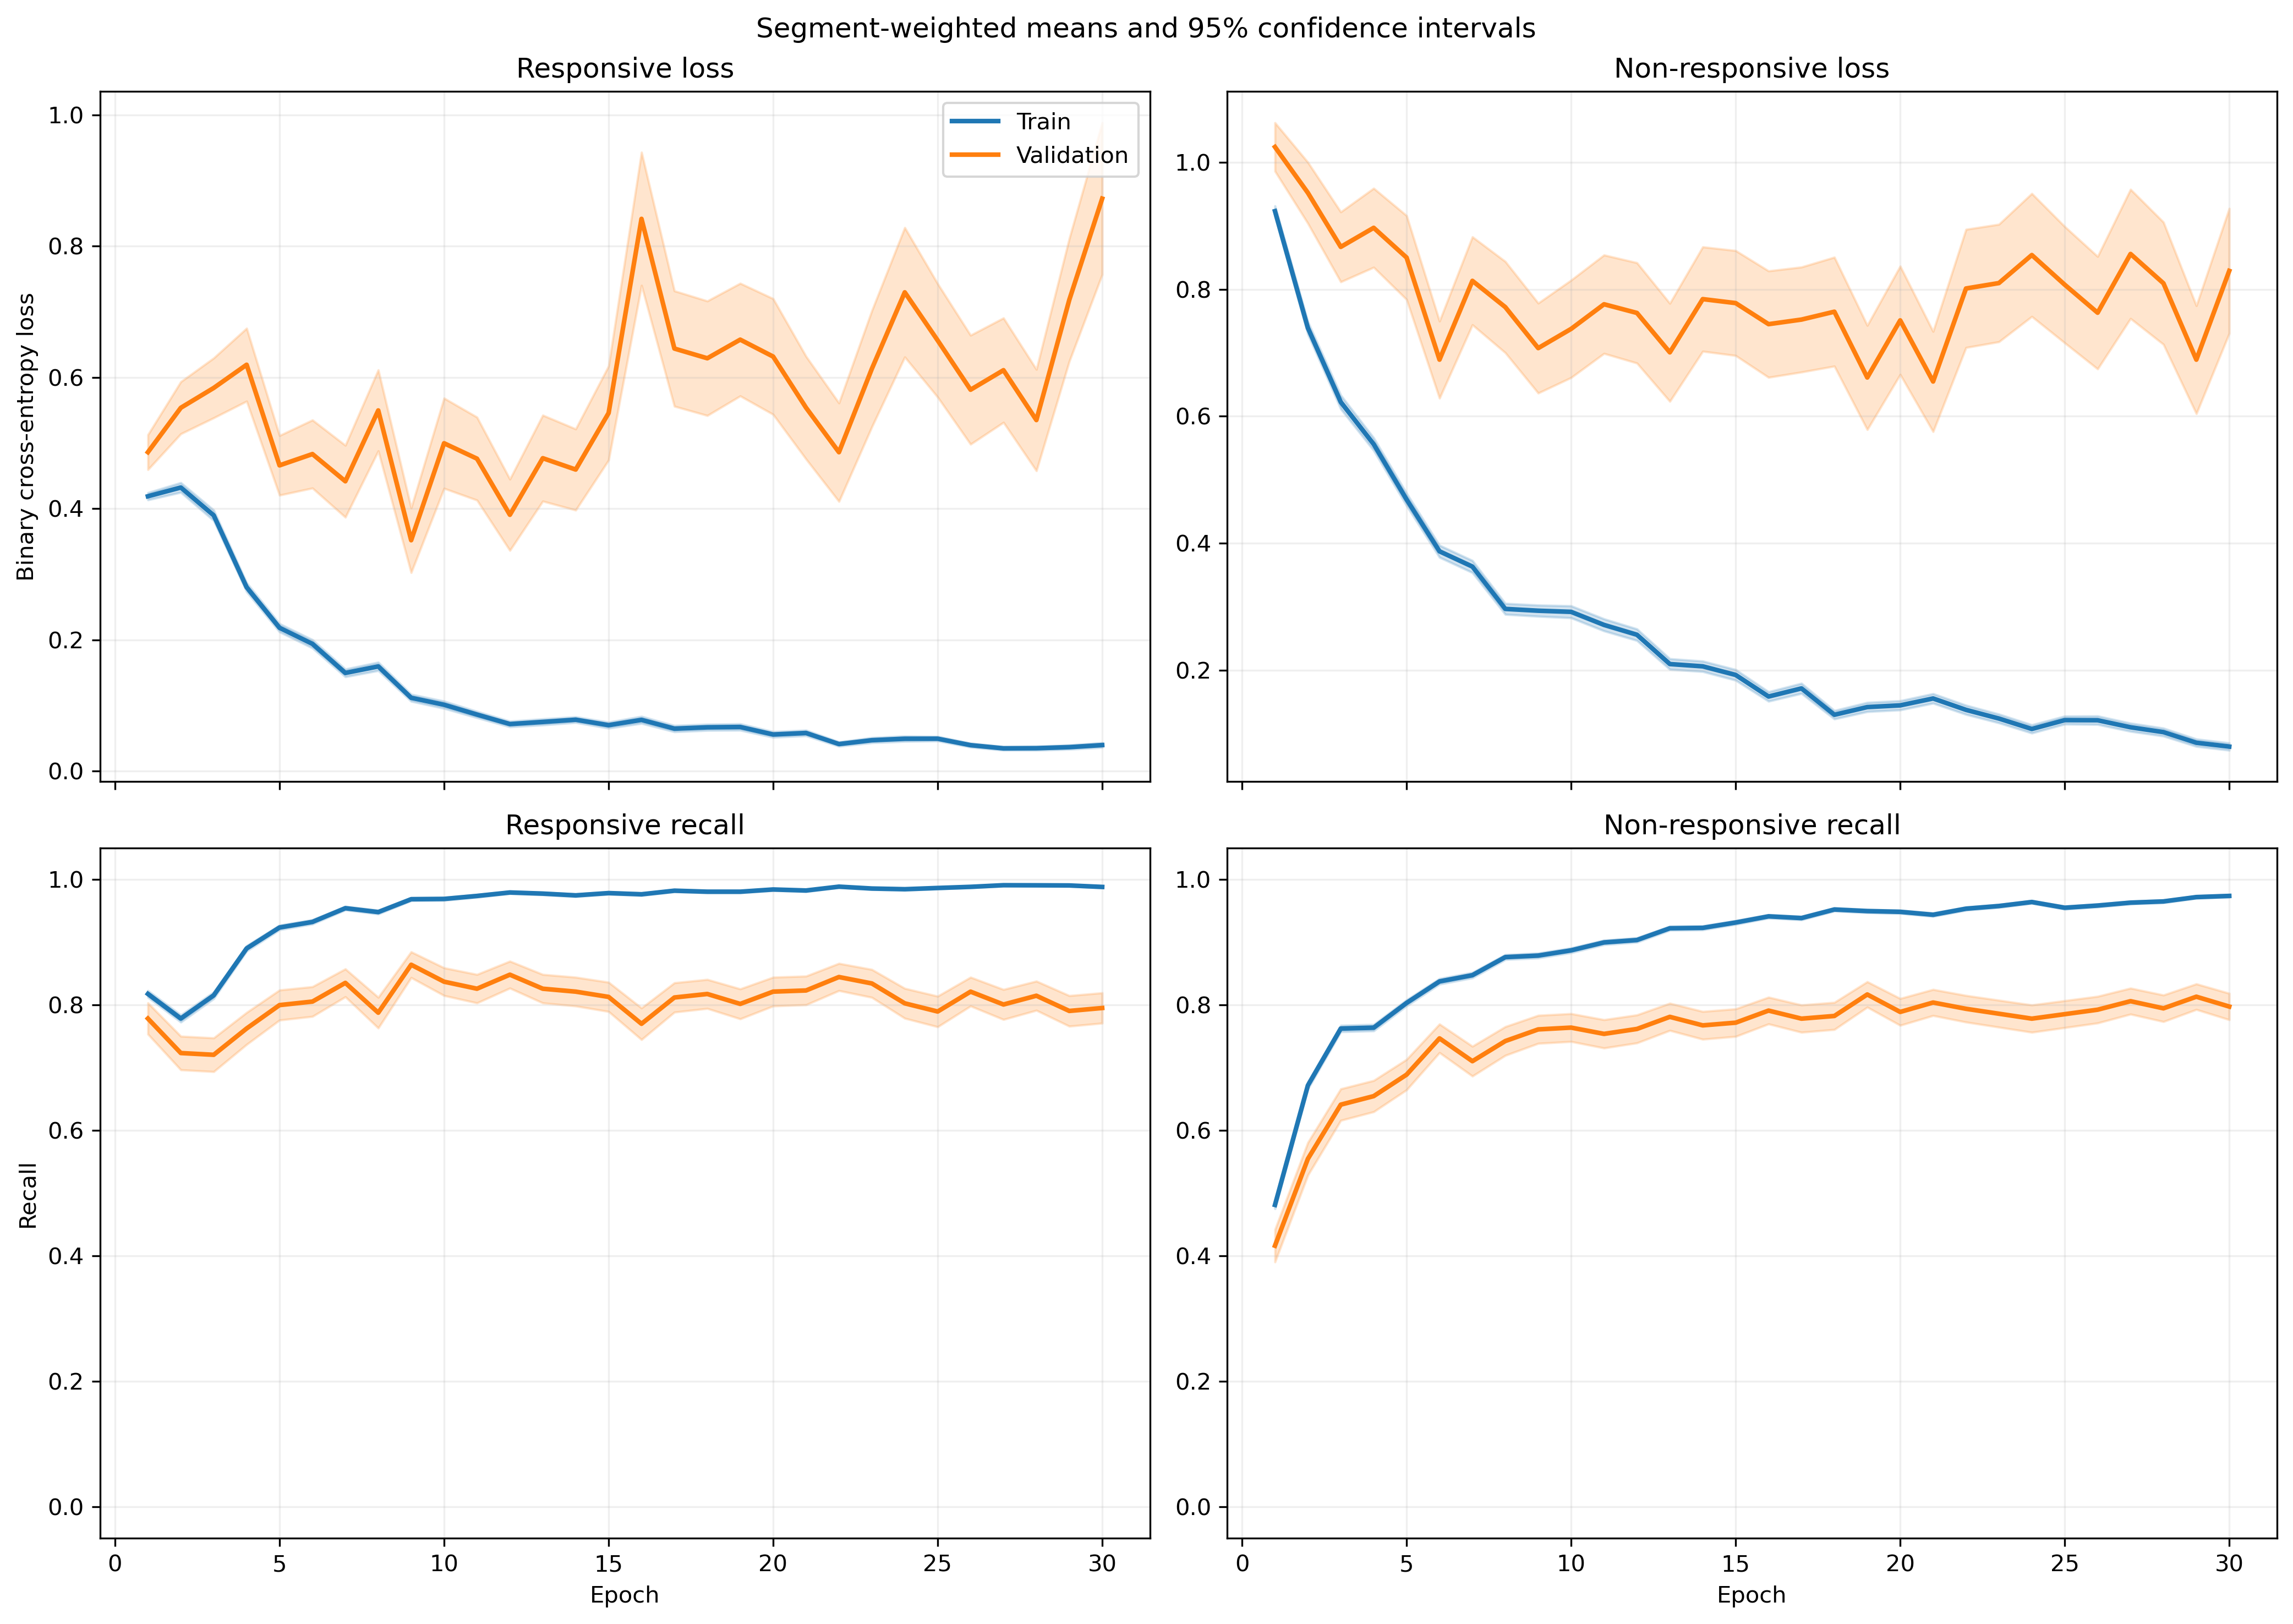 Segment-weighted means and 95% confidence intervals
Responsive loss
Non-responsive loss
Train
Validation
Binary cross-entropy loss
1.0
0.8
0.6
0.4
0.2
0.0
1.0
0.8
0.6
0.4
0.2
Responsive recall
Non-responsive recall
Recall
1.0
0.8
0.6
0.4
0.2
0.0
0 5 10 15 20 25 30
Epoch
1.0
0.8
0.6
0.4
0.2
0.0
0 5 10 15 20 25 30
Epoch